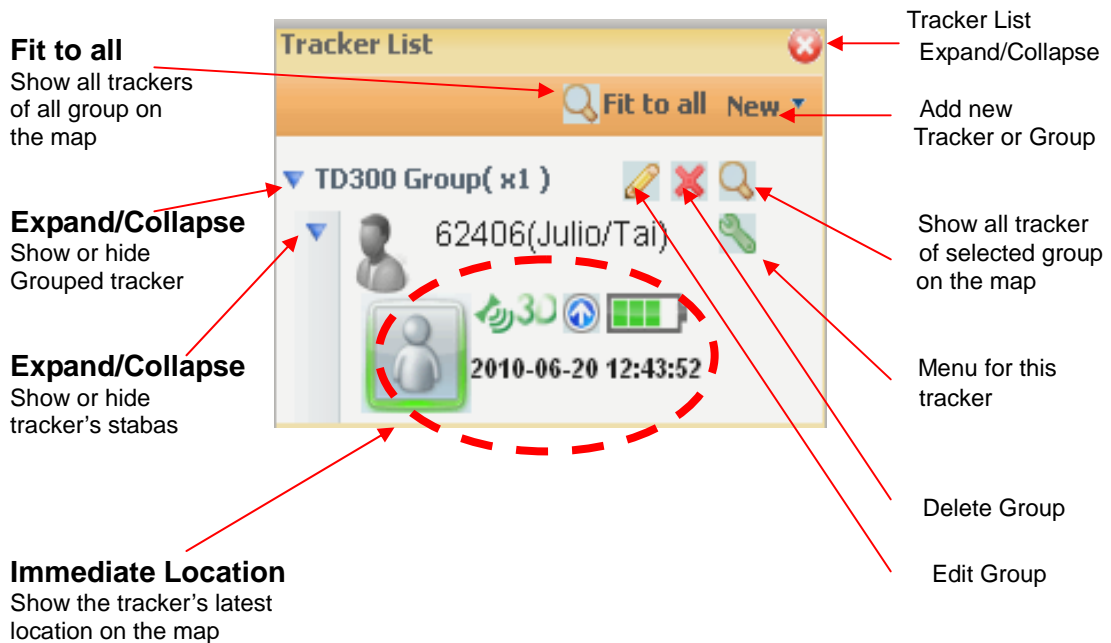 Fit to all
Show all trackers
of all group on
the map
Expand/Collapse
Show or hide
Grouped tracker
Expand/Collapse
Show or hide
tracker's stabas
Immediate Location
Show the tracker's latest
location on the map
Tracker List
Fit to all New
TD300 Group( x1 )
62406(Julio/Tai)
3D
2010-06-20 12:43:52
Tracker List
Expand/Collapse
Add new
Tracker or Group
Show all tracker
of selected group
on the map
Menu for this
tracker
Delete Group
Edit Group